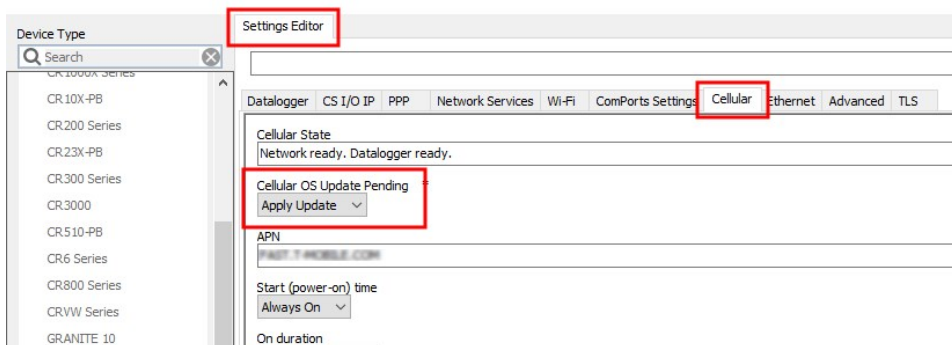 Settings Editor
Device Type
Search
CR1000X Series
CR10X-PB
CR200 Series
CR23X-PB
CR300 Series
CR3000
CR510-PB
CR6 Series
CR800 Series
CRVW Series
GRANITE 10
Datalogger CS I/O IP PPP Network Services Wi-Fi ComPorts Settings Cellular Ethernet Advanced TLS
Cellular State
Network ready. Datalogger ready.
Cellular OS Update Pending *
Apply Update
APN
Start (power-on) time
Always On
On duration